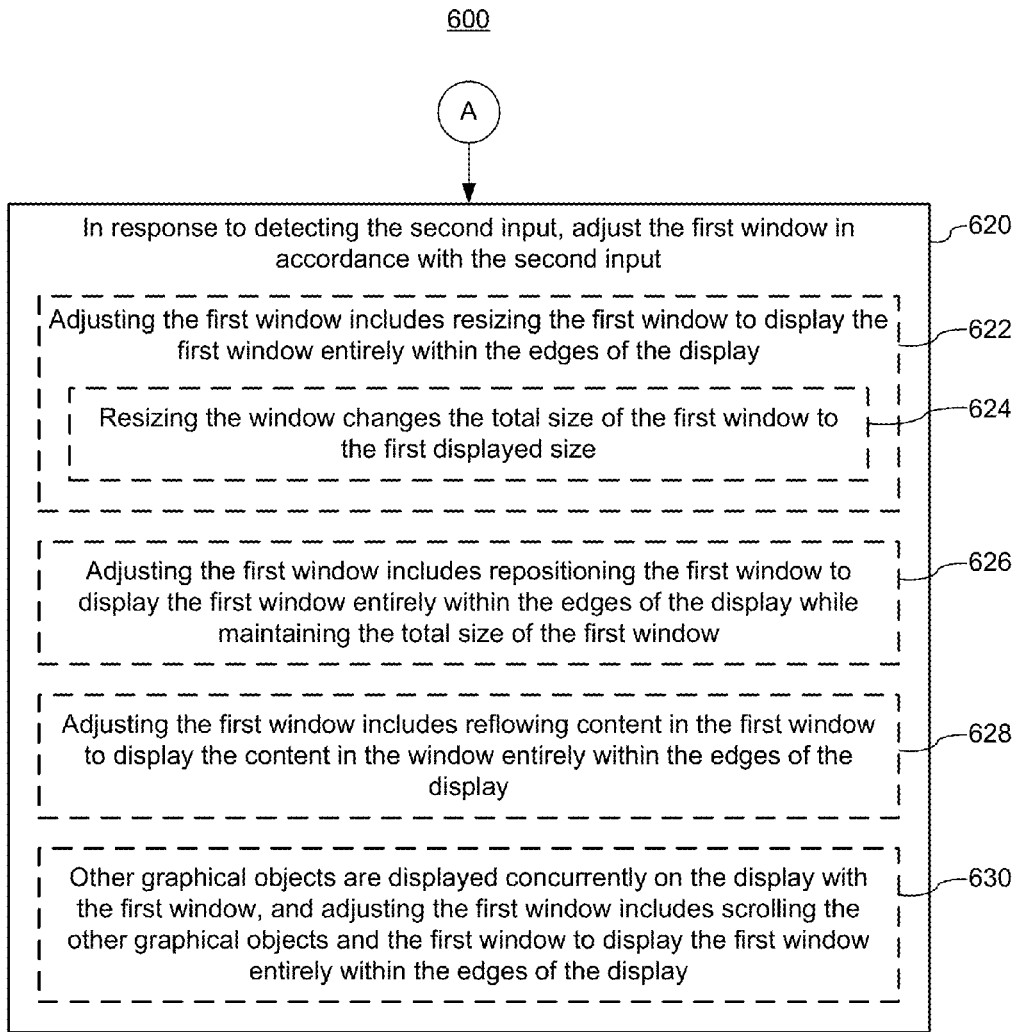 600
A
In response to detecting the second input, adjust the first window in
accordance with the second input
620
Adjusting the first window includes resizing the first window to display the
first window entirely within the edges of the display
622
Resizing the window changes the total size of the first window to
the first displayed size
624
Adjusting the first window includes repositioning the first window to
display the first window entirely within the edges of the display while
maintaining the total size of the first window
626
Adjusting the first window includes reflowing content in the first window
to display the content in the window entirely within the edges of the
display
628
Other graphical objects are displayed concurrently on the display with
the first window, and adjusting the first window includes scrolling the
other graphical objects and the first window to display the first window
entirely within the edges of the display
630